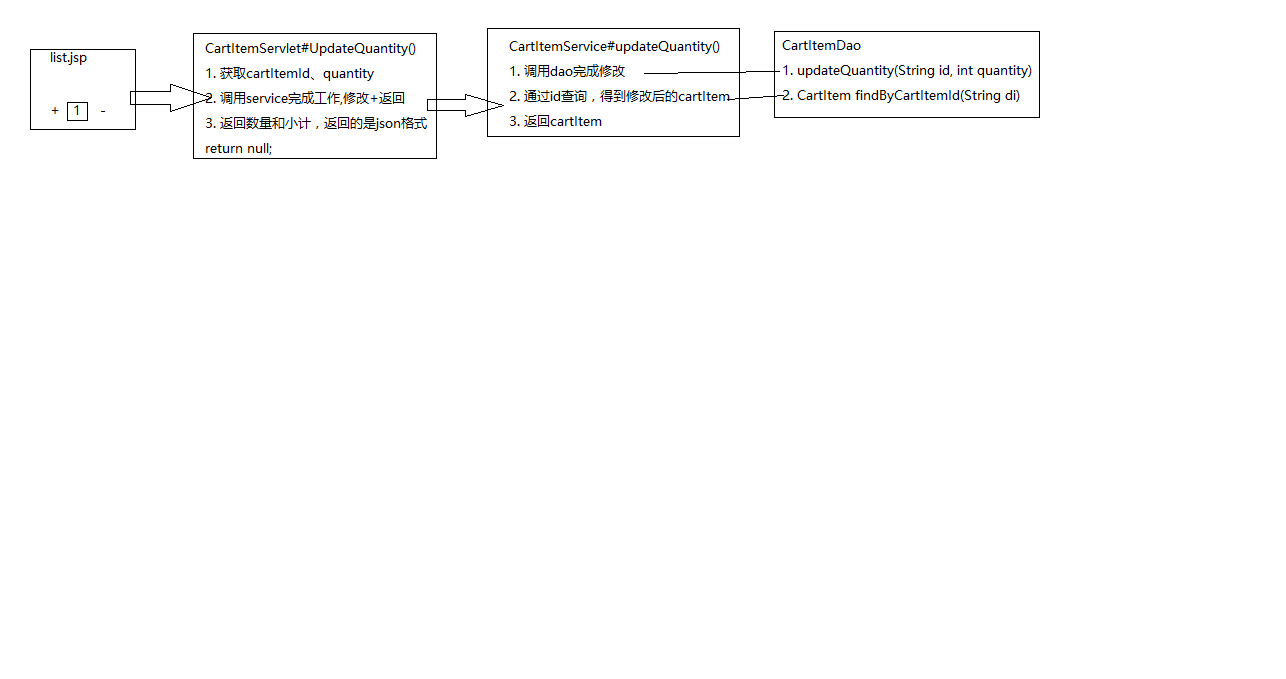 list.jsp
+ 1 -
CartItemServlet#UpdateQuantity()
1. 获取cartItemId、quantity
2. 调用service完成工作,修改+返回
3. 返回数量和小计，返回的是json格式
return null;
CartItemService#updateQuantity()
1. 调用dao完成修改
2. 通过id查询，得到修改后的cartItem
3. 返回cartItem
CartItemDao
1. updateQuantity(String id, int quantity)
2. CartItem findByCartItemId(String di)